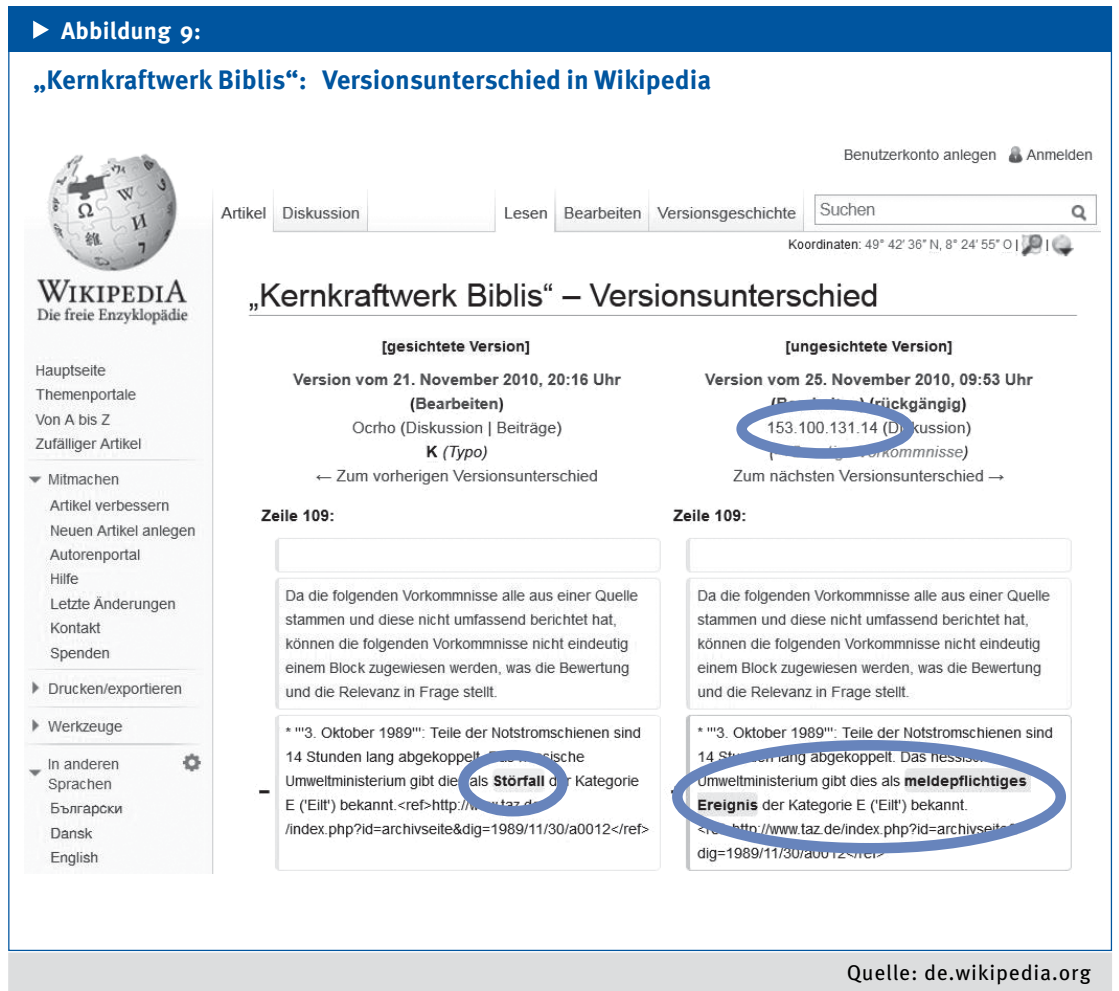 ▶ Abbildung 9:
„Kernkraftwerk Biblis“: Versionsunterschied in Wikipedia
Benutzerkonto anlegen Anmelden
Artikel Diskussion Lesen Bearbeiten Versionsgeschichte Suchen
Koordinaten: 49° 42′ 36″ N, 8° 24′ 55″ O | |
Ω W И 維 7
WIKIPEDIA
Die freie Enzyklopädie
Hauptseite
Themenportale
Von A bis Z
Zufälliger Artikel
Mitmachen
Artikel verbessern
Neuen Artikel anlegen
Autorenportal
Hilfe
Letzte Änderungen
Kontakt
Spenden
Drucken/exportieren
Werkzeuge
In anderen
Sprachen
Български
Dansk
English
„Kernkraftwerk Biblis“ – Versionsunterschied
[gesichtete Version]
Version vom 21. November 2010, 20:16 Uhr
(Bearbeiten)
Ocrho (Diskussion | Beiträge)
K (Typo)
← Zum vorherigen Versionsunterschied
Zeile 109:
Da die folgenden Vorkommnisse alle aus einer Quelle
stammen und diese nicht umfassend berichtet hat,
können die folgenden Vorkommnisse nicht eindeutig
einem Block zugewiesen werden, was die Bewertung
und die Relevanz in Frage stellt.
* '''3. Oktober 1989''': Teile der Notstromschienen sind
14 Stunden lang abgekoppelt. Das hessische
Umweltministerium gibt dies als Störfall der Kategorie
– E ('Eilt') bekannt.<ref>http://www.taz.de
/index.php?id=archivseite&dig=1989/11/30/a0012</ref>
[ungesichtete Version]
Version vom 25. November 2010, 09:53 Uhr
(Bearbeiten) (rückgängig)
153.100.131.14 (Diskussion)
Vorkommnisse)
Zum nächsten Versionsunterschied →
Zeile 109:
Da die folgenden Vorkommnisse alle aus einer Quelle
stammen und diese nicht umfassend berichtet hat,
können die folgenden Vorkommnisse nicht eindeutig
einem Block zugewiesen werden, was die Bewertung
und die Relevanz in Frage stellt.
* '''3. Oktober 1989''': Teile der Notstromschienen sind
14 Stunden lang abgekoppelt. Das hessische
Umweltministerium gibt dies als meldepflichtiges
Ereignis der Kategorie E ('Eilt') bekannt.
<ref>http://www.taz.de/index.php?id=archivseite&
dig=1989/11/30/a0012</ref>
Quelle: de.wikipedia.org